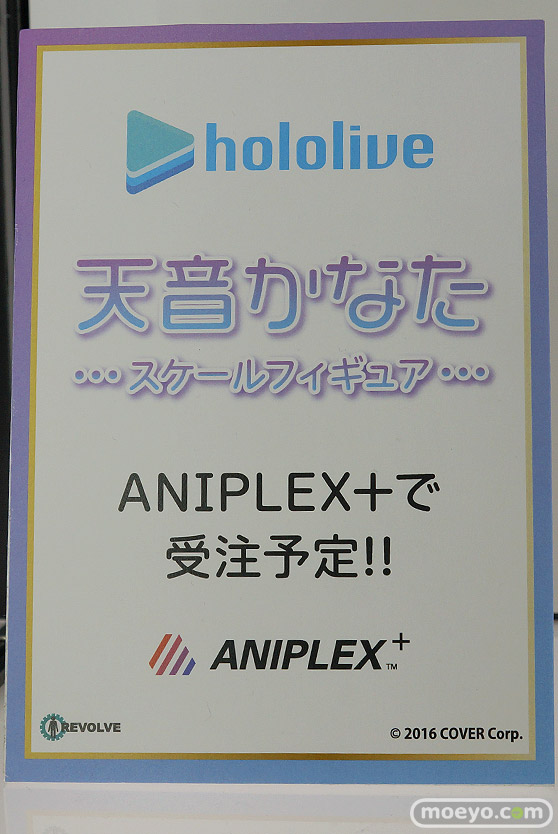 hololive
天音かなた
•••スケールフィギュア•••
ANIPLEX+で
受注予定!!
ANIPLEX+™
REVOLVE
© 2016 COVER Corp.
moeyo.com